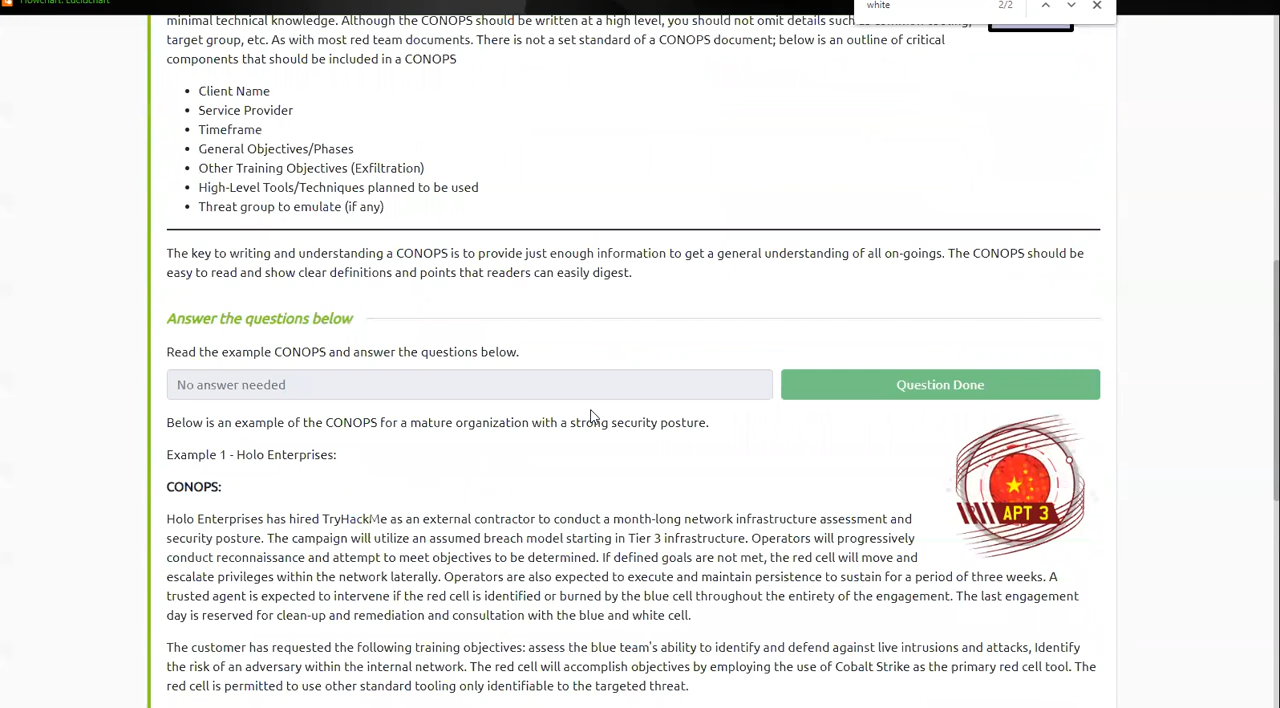 Flowchart: Lucidchart
white 2/2
minimal technical knowledge. Although the CONOPS should be written at a high level, you should not omit details such as common tooling,
target group, etc. As with most red team documents. There is not a set standard of a CONOPS document; below is an outline of critical
components that should be included in a CONOPS
• Client Name
• Service Provider
• Timeframe
• General Objectives/Phases
• Other Training Objectives (Exfiltration)
• High-Level Tools/Techniques planned to be used
• Threat group to emulate (if any)
The key to writing and understanding a CONOPS is to provide just enough information to get a general understanding of all on-goings. The CONOPS should be
easy to read and show clear definitions and points that readers can easily digest.
Answer the questions below
Read the example CONOPS and answer the questions below.
No answer needed Question Done
Below is an example of the CONOPS for a mature organization with a strong security posture.
Example 1 - Holo Enterprises:
CONOPS:
APT 3
Holo Enterprises has hired TryHackMe as an external contractor to conduct a month-long network infrastructure assessment and
security posture. The campaign will utilize an assumed breach model starting in Tier 3 infrastructure. Operators will progressively
conduct reconnaissance and attempt to meet objectives to be determined. If defined goals are not met, the red cell will move and
escalate privileges within the network laterally. Operators are also expected to execute and maintain persistence to sustain for a period of three weeks. A
trusted agent is expected to intervene if the red cell is identified or burned by the blue cell throughout the entirety of the engagement. The last engagement
day is reserved for clean-up and remediation and consultation with the blue and white cell.
The customer has requested the following training objectives: assess the blue team's ability to identify and defend against live intrusions and attacks, Identify
the risk of an adversary within the internal network. The red cell will accomplish objectives by employing the use of Cobalt Strike as the primary red cell tool. The
red cell is permitted to use other standard tooling only identifiable to the targeted threat.